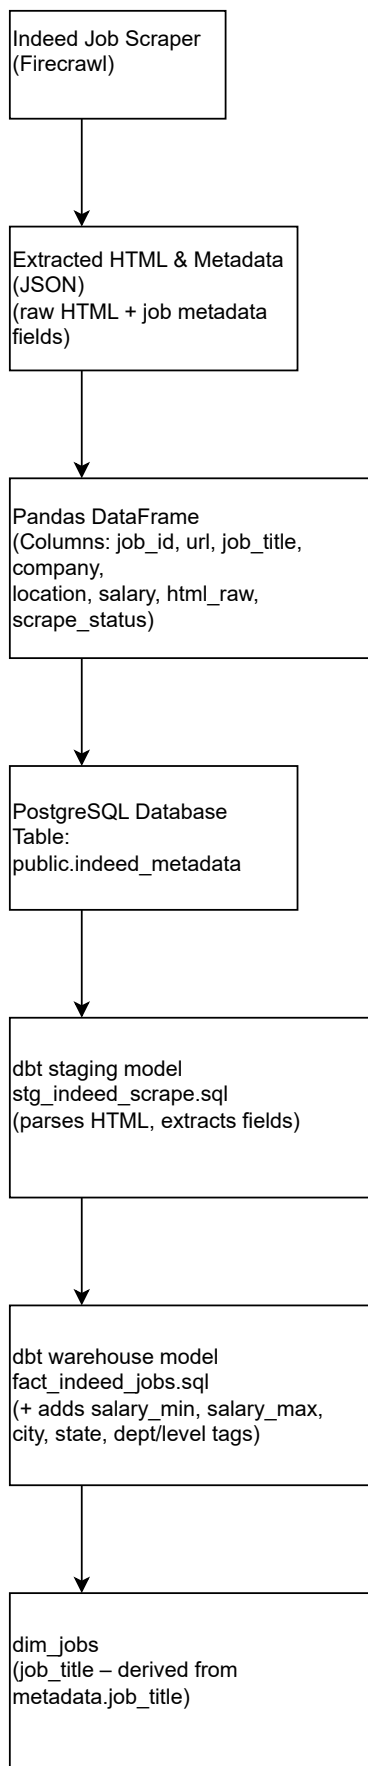 Indeed Job Scraper
(Firecrawl)
Extracted HTML & Metadata
(JSON)
(raw HTML + job metadata
fields)
Pandas DataFrame
(Columns: job_id, url, job_title,
company,
location, salary, html_raw,
scrape_status)
PostgreSQL Database
Table:
public.indeed_metadata
dbt staging model
stg_indeed_scrape.sql
(parses HTML, extracts fields)
dbt warehouse model
fact_indeed_jobs.sql
(+ adds salary_min, salary_max,
city, state, dept/level tags)
dim_jobs
(job_title – derived from
metadata.job_title)